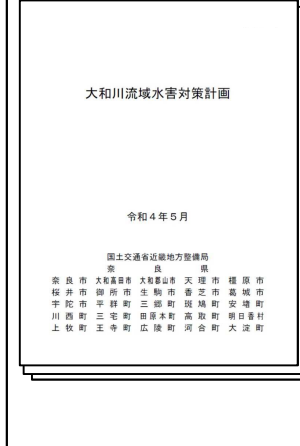 大和川流域水害対策計画
令和4年5月
国土交通省近畿地方整備局
奈良県
奈良市 大和高田市 大和郡山市 天理市 橿原市
桜井市 御所市 生駒市 香芝市 葛城市
宇陀市 平群町 三郷町 斑鳩町 安堵町
川西町 三宅町 田原本町 高取町 明日香村
上牧町 王寺町 広陵町 河合町 大淀町